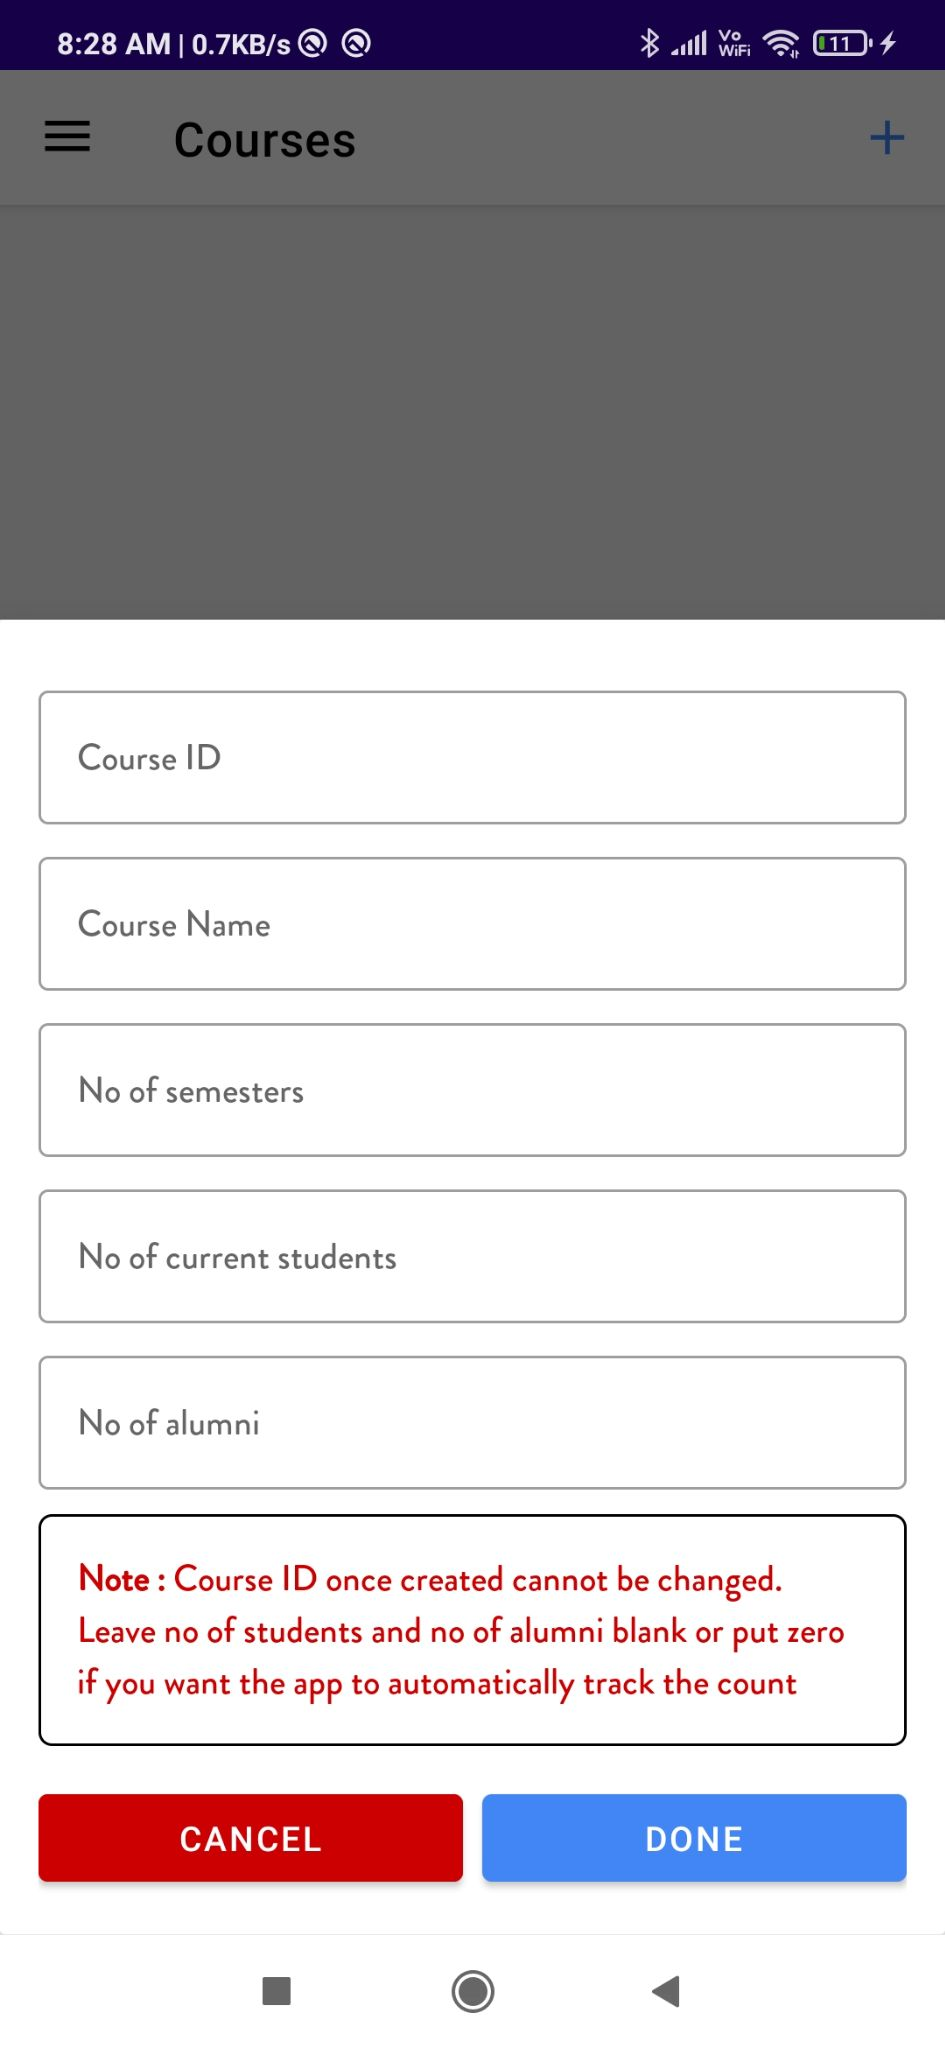 8:28 AM | 0.7KB/s
Vo
WiFi
11
Courses
Course ID
Course Name
No of semesters
No of current students
No of alumni
Note : Course ID once created cannot be changed.
Leave no of students and no of alumni blank or put zero
if you want the app to automatically track the count
CANCEL
DONE